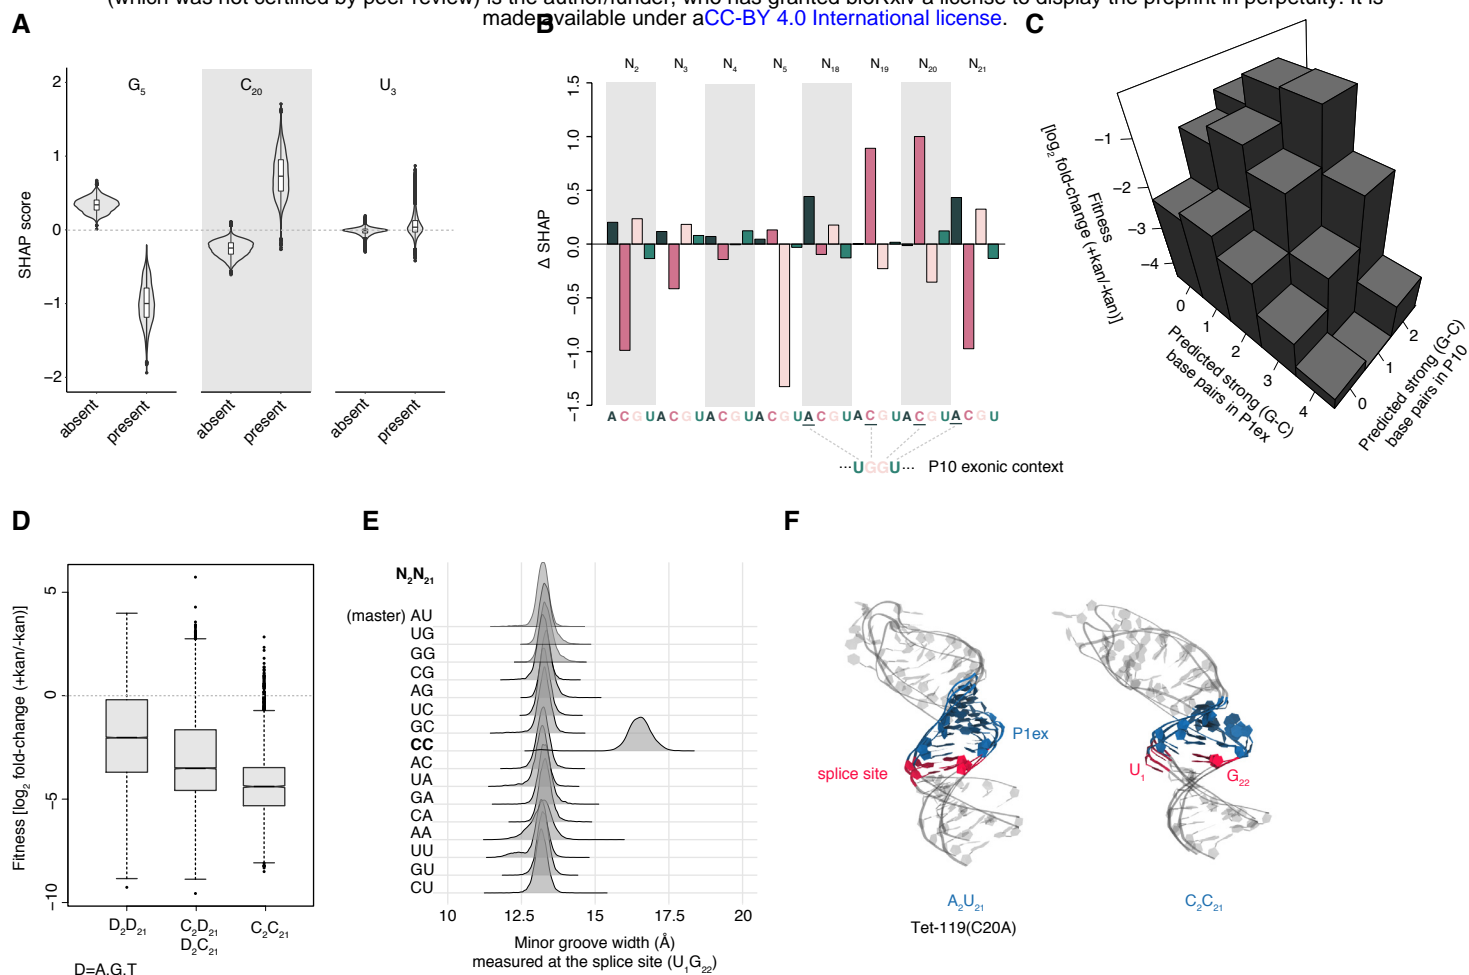 (which was not certified by peer review) is the author/funder, who has granted bioRxiv a license to display the preprint in perpetuity. It is
made available under aCC-BY 4.0 International license.
A
G5
C20
U3
2
1
0
−1
−2
SHAP score
absent
present
absent
present
absent
present
B
N2 N3 N4 N5 N18 N19 N20 N21
1.5
1.0
0.5
0.0
−0.5
−1.0
−1.5
Δ SHAP
A C G U A C G U A C G U A C G U A C G U A C G U A C G U A C G U
···UGGU··· P10 exonic context
C
−1
−2
−3
−4
Fitness
[log2 fold-change (+kan/-kan)]
0
1
2
3
4
Predicted strong (G-C)
base pairs in P1ex
0
1
2
Predicted strong (G-C)
base pairs in P10
D
5
0
−5
−10
Fitness [log2 fold-change (+kan/-kan)]
D2D21
C2D21
D2C21
C2C21
D=A,G,T
E
N2N21
(master) AU
UG
GG
CG
AG
UC
GC
CC
AC
UA
GA
CA
AA
UU
GU
CU
10 12.5 15 17.5 20
Minor groove width (Å)
measured at the splice site (U1G22)
F
P1ex
splice site
U1
G22
A2U21
Tet-119(C20A)
C2C21